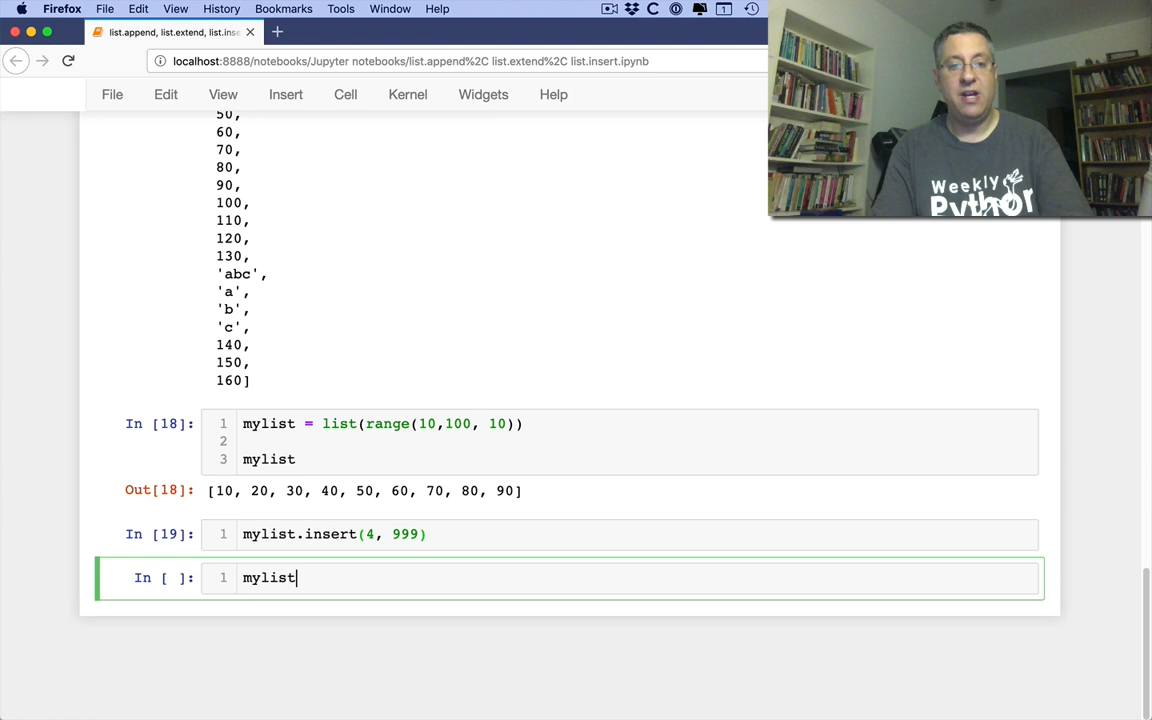 Firefox File Edit View History Bookmarks Tools Window Help
list.append, list.extend, list.inse
localhost:8888/notebooks/Jupyter notebooks/list.append%2C list.extend%2C list.insert.ipynb
File Edit View Insert Cell Kernel Widgets Help
50,
60,
70,
80,
90,
100,
110,
120,
130,
'abc',
'a',
'b',
'c',
140,
150,
160]
In [18]: 1 mylist = list(range(10,100, 10))
2
3 mylist
Out[18]: [10, 20, 30, 40, 50, 60, 70, 80, 90]
In [19]: 1 mylist.insert(4, 999)
In [ ]: 1 mylist
Weekly
Python